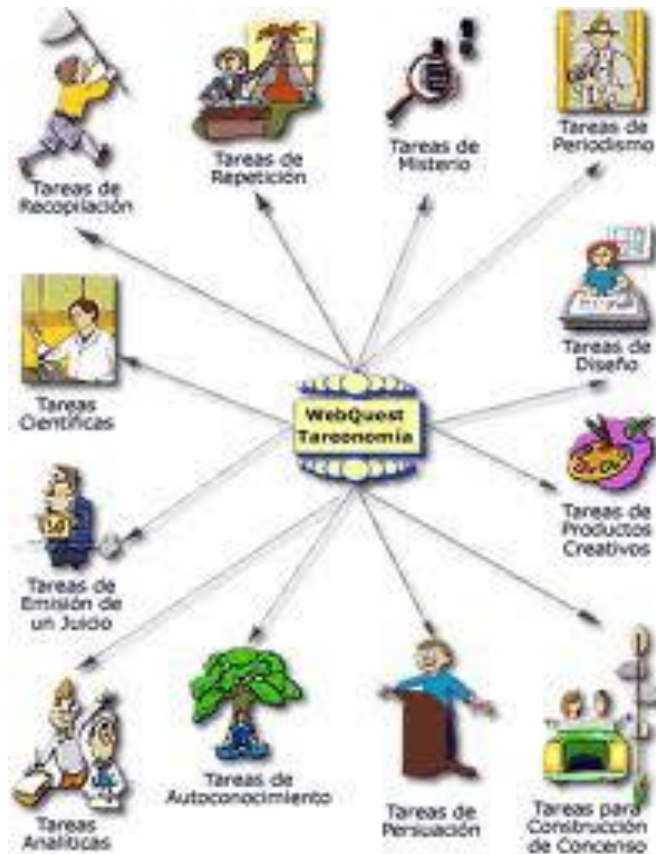 Tareas de
Recopilación
Tareas de
Repetición
Tareas de
Misterio
Tareas de
Periodismo
Tareas
Científicas
WebQuest
Tareonomía
Tareas de
Diseño
Tareas de
Productos
Creativos
Tareas de
Emisión de
un Juicio
Tareas
Analíticas
Tareas de
Autoconocimiento
Tareas de
Persuación
Tareas para
Construcción
de Concenso